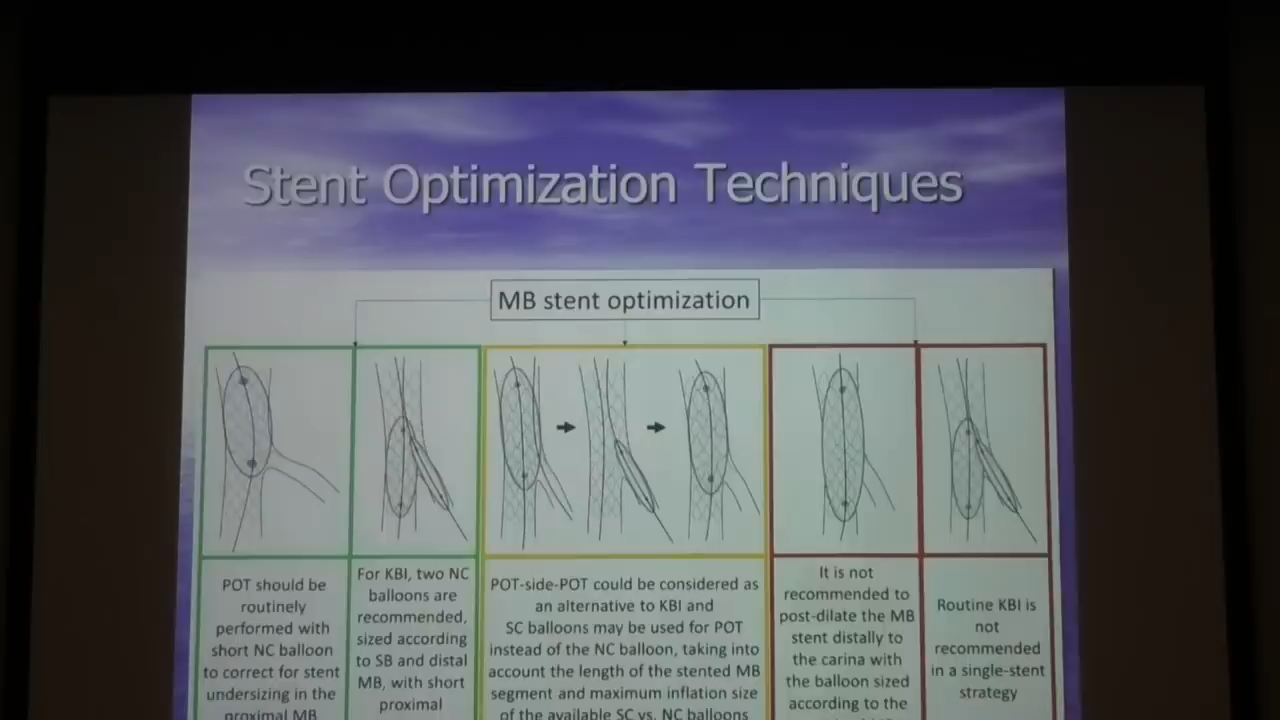 Stent Optimization Techniques
MB stent optimization
POT should be
routinely
performed with
short NC balloon
to correct for stent
undersizing in the
proximal MB
For KBI, two NC
balloons are
recommended,
sized according
to SB and distal
MB, with short
proximal
POT-side-POT could be considered as
an alternative to KBI and
SC balloons may be used for POT
instead of the NC balloon, taking into
account the length of the stented MB
segment and maximum inflation size
of the available SC vs. NC balloons
It is not
recommended to
post-dilate the MB
stent distally to
the carina with
the balloon sized
according to the
Routine KBI is
not
recommended
in a single-stent
strategy